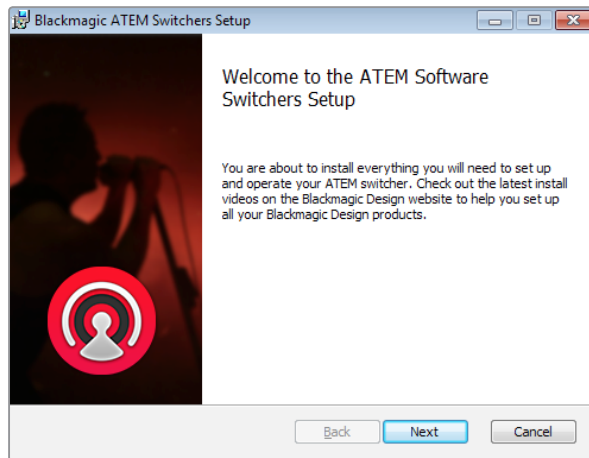 Blackmagic ATEM Switchers Setup
Welcome to the ATEM Software
Switchers Setup
You are about to install everything you will need to set up
and operate your ATEM switcher. Check out the latest install
videos on the Blackmagic Design website to help you set up
all your Blackmagic Design products.
Back Next Cancel